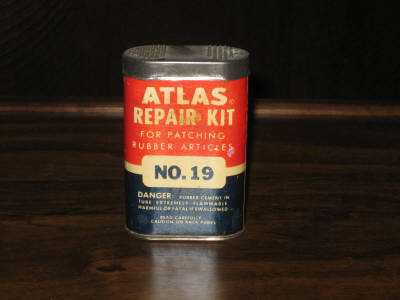 ATLAS
REPAIR KIT
FOR PATCHING
RUBBER ARTICLES
NO. 19
DANGER: RUBBER CEMENT IN
TUBE EXTREMELY FLAMMABLE
HARMFUL OR FATAL IF SWALLOWED
READ CAREFULLY
CAUTION ON BACK PANEL